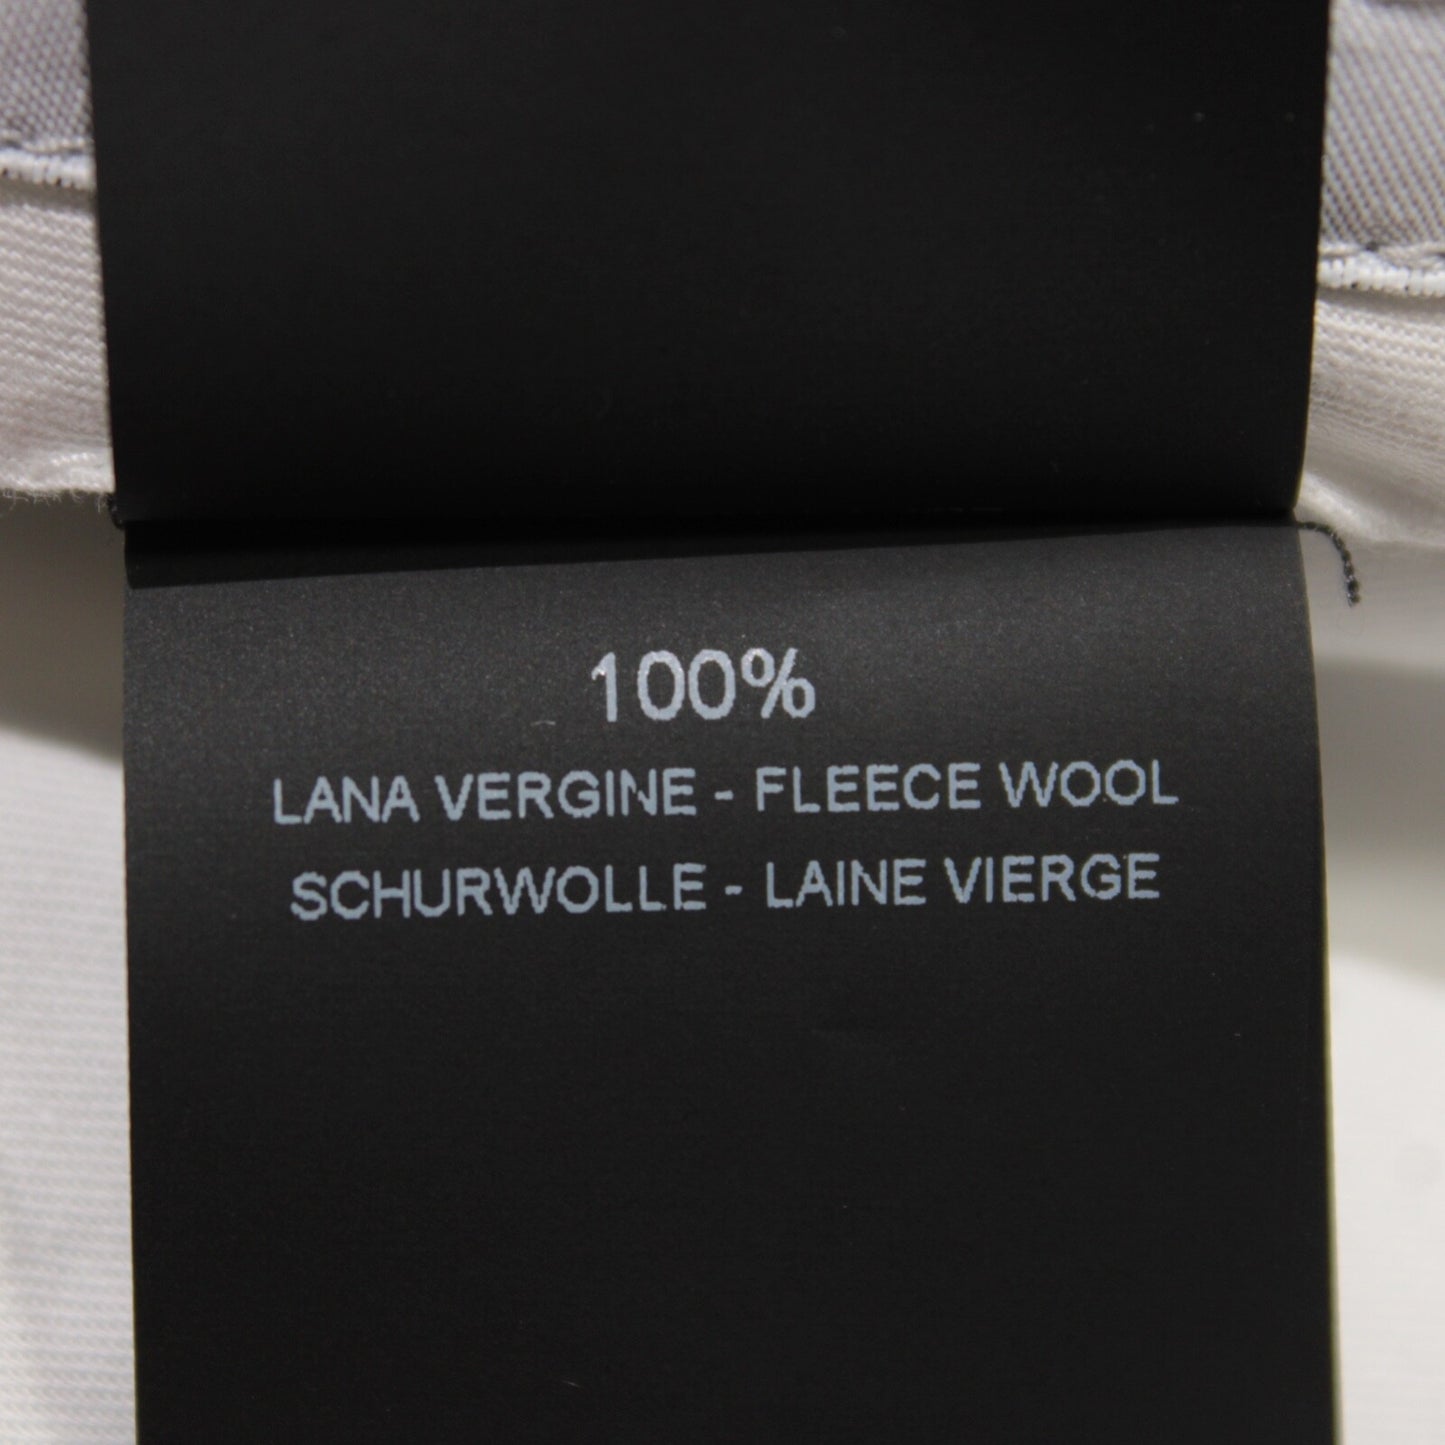 100%
LANA VERGINE - FLEECE WOOL
SCHURWOLLE - LAINE VIERGE